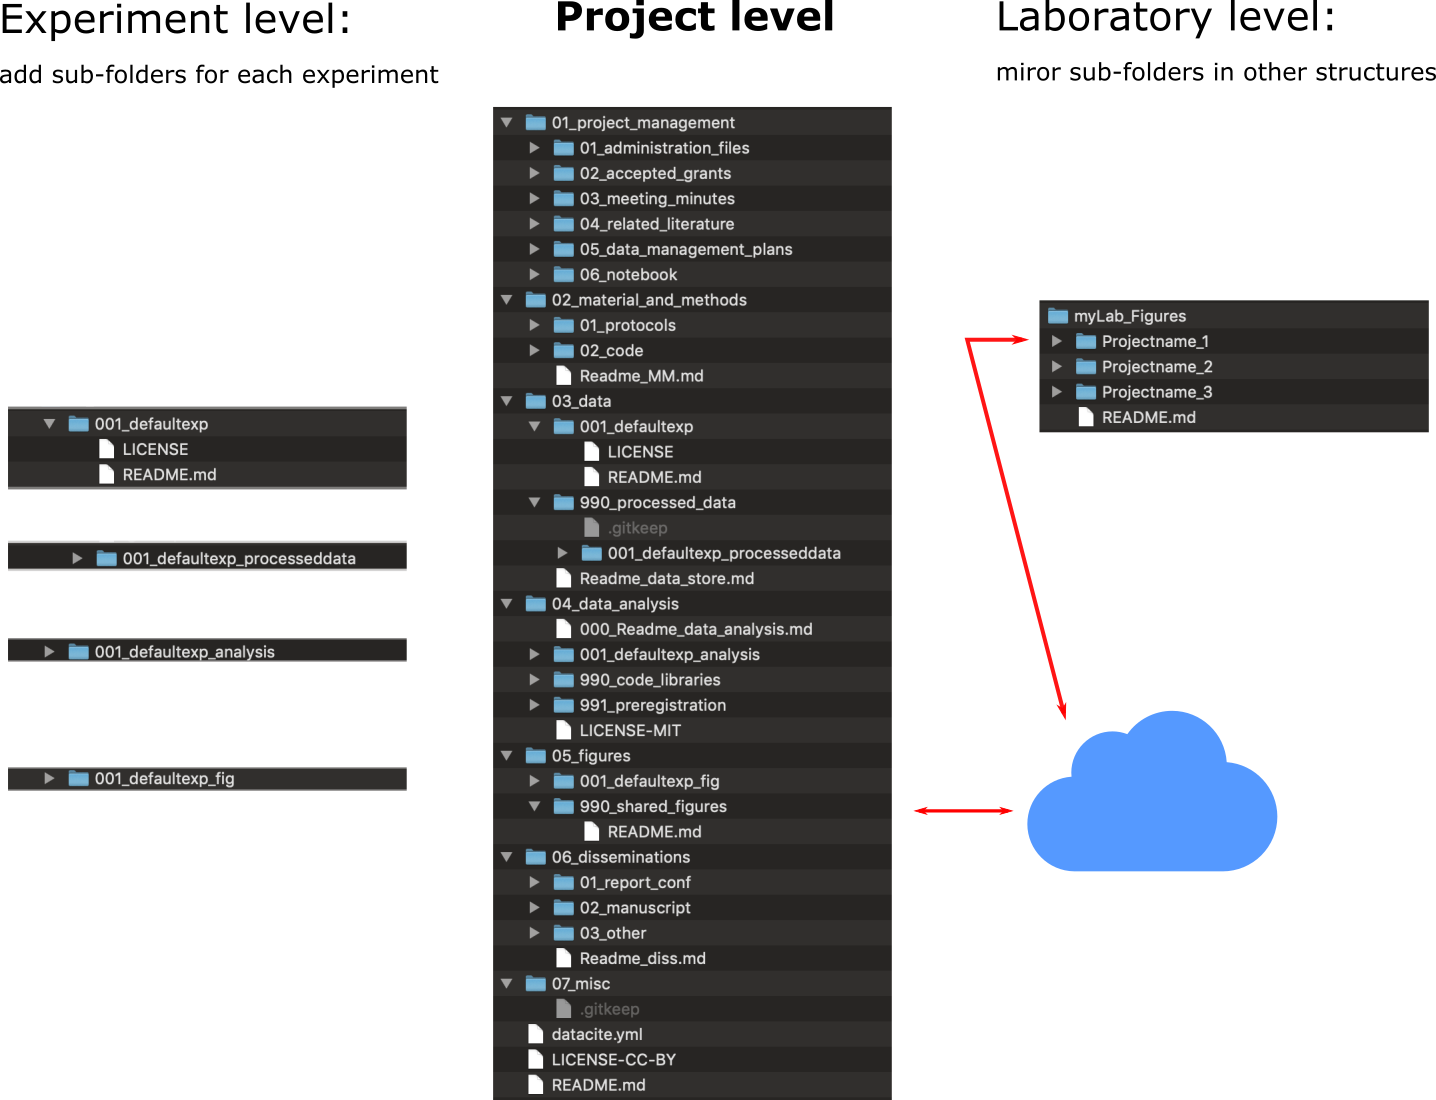 Experiment level:
add sub-folders for each experiment
001_defaultexp
LICENSE
README.md
001_defaultexp_processeddata
001_defaultexp_analysis
001_defaultexp_fig
Project level
01_project_management
01_administration_files
02_accepted_grants
03_meeting_minutes
04_related_literature
05_data_management_plans
06_notebook
02_material_and_methods
01_protocols
02_code
Readme_MM.md
03_data
001_defaultexp
LICENSE
README.md
990_processed_data
.gitkeep
001_defaultexp_processeddata
Readme_data_store.md
04_data_analysis
000_Readme_data_analysis.md
001_defaultexp_analysis
990_code_libraries
991_preregistration
LICENSE-MIT
05_figures
001_defaultexp_fig
990_shared_figures
README.md
06_disseminations
01_report_conf
02_manuscript
03_other
Readme_diss.md
07_misc
.gitkeep
datacite.yml
LICENSE-CC-BY
README.md
Laboratory level:
miror sub-folders in other structures
myLab_Figures
Projectname_1
Projectname_2
Projectname_3
README.md